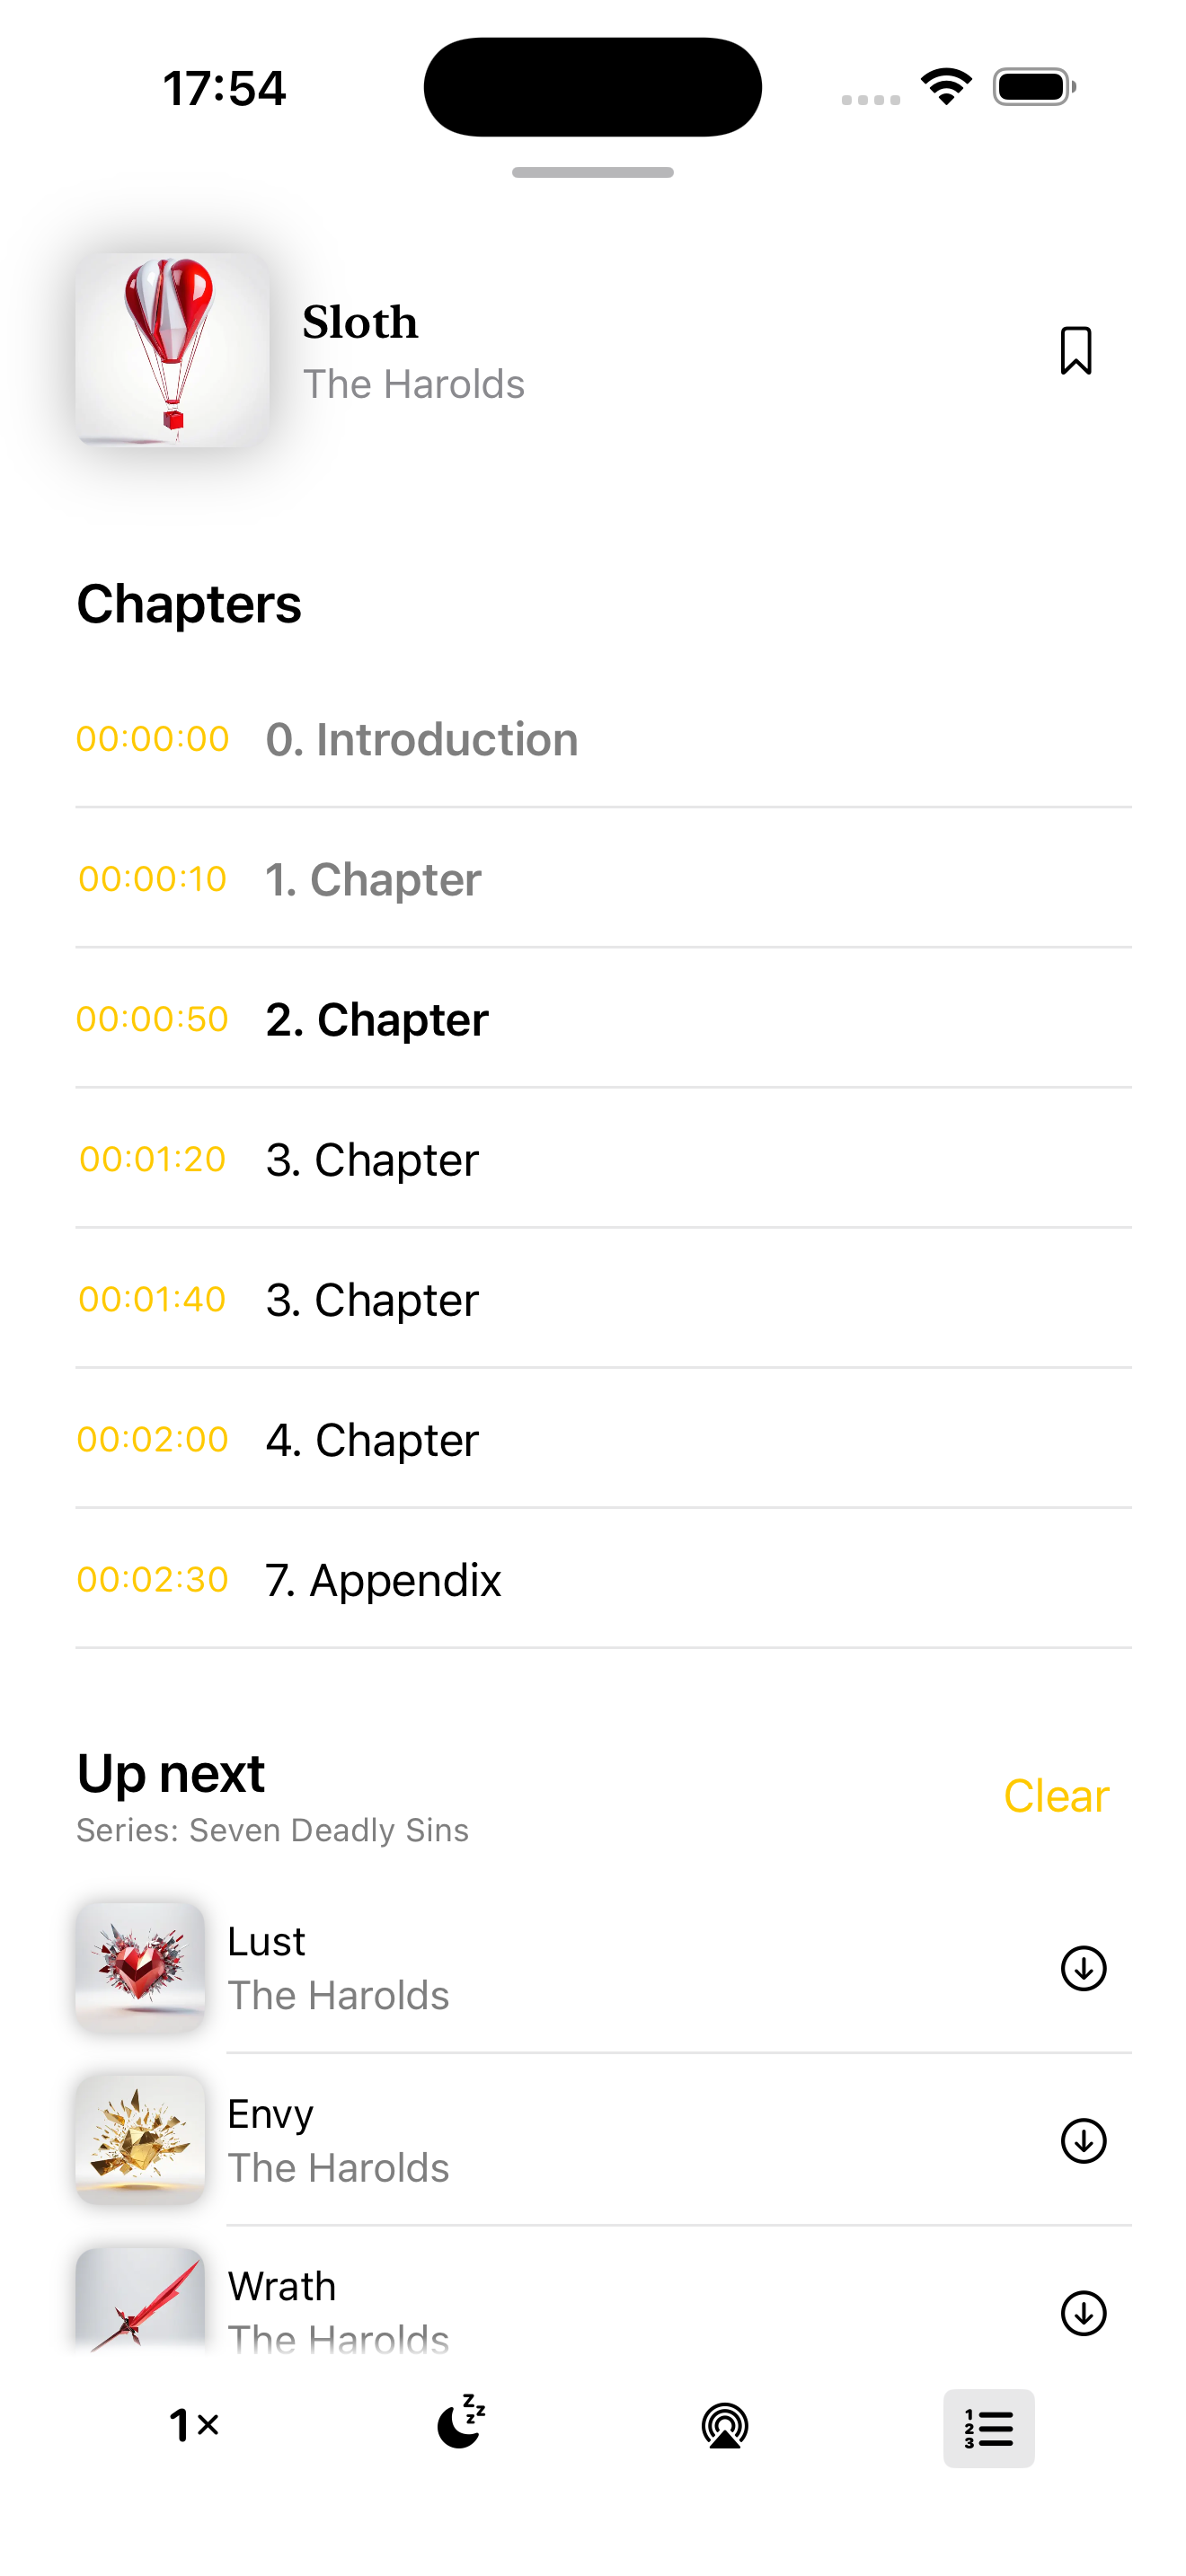 17:54
Sloth
The Harolds
Chapters
00:00:00 0. Introduction
00:00:10 1. Chapter
00:00:50 2. Chapter
00:01:20 3. Chapter
00:01:40 3. Chapter
00:02:00 4. Chapter
00:02:30 7. Appendix
Up next
Clear
Series: Seven Deadly Sins
Lust
The Harolds
Envy
The Harolds
Wrath
The Harolds
1×
z z z
1
2
3